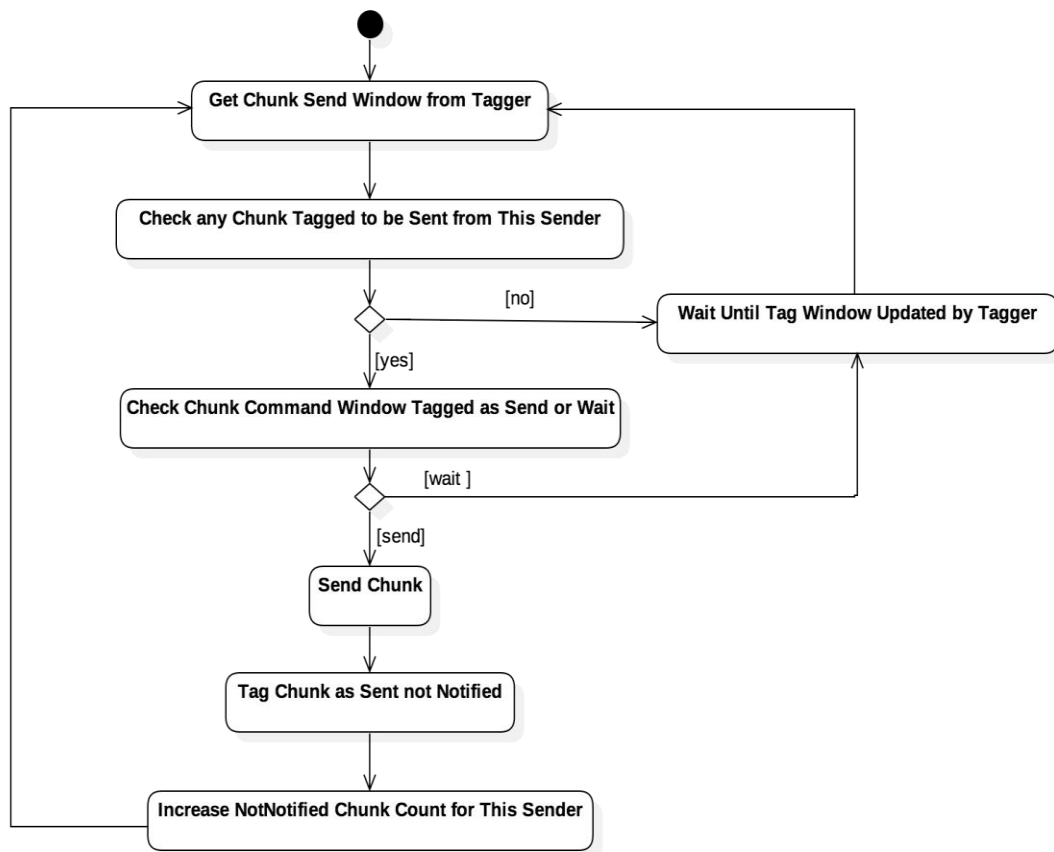 Get Chunk Send Window from Tagger
Check any Chunk Tagged to be Sent from This Sender
[no]
Wait Until Tag Window Updated by Tagger
[yes]
Check Chunk Command Window Tagged as Send or Wait
[wait ]
[send]
Send Chunk
Tag Chunk as Sent not Notified
Increase NotNotified Chunk Count for This Sender